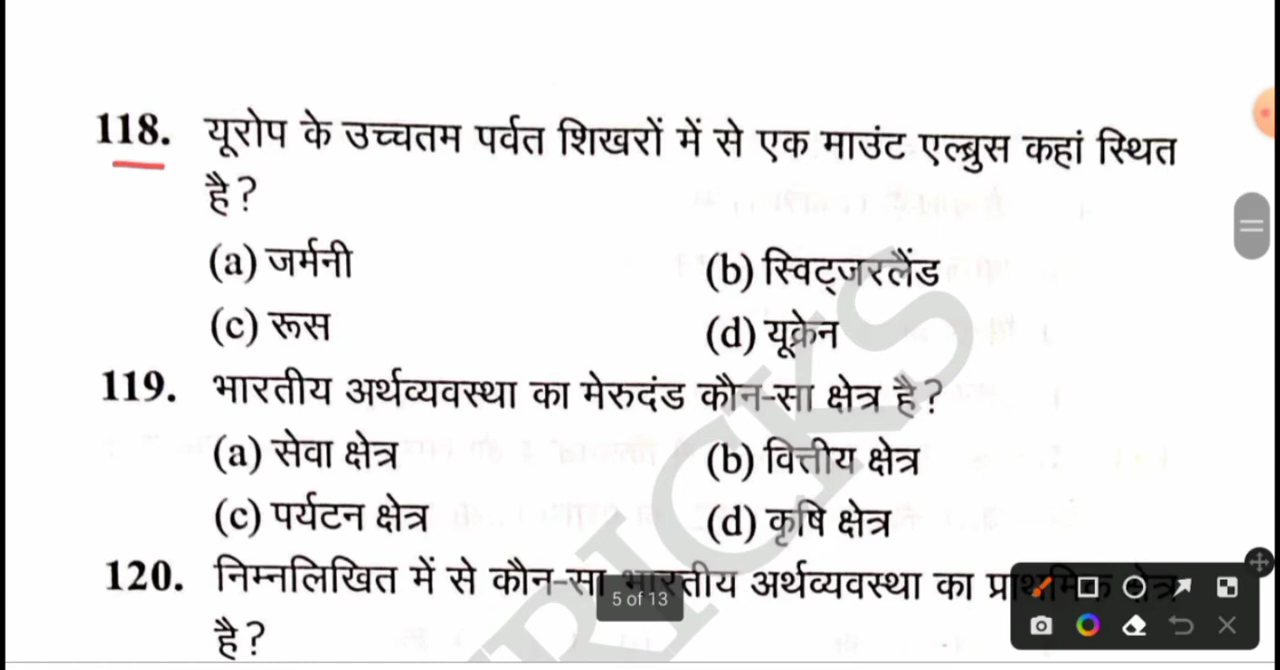 118. यूरोप के उच्चतम पर्वत शिखरों में से एक माउंट एल्ब्रुस कहां स्थित
है?
(a) जर्मनी (b) स्विट्जरलैंड
(c) रूस (d) यूक्रेन
119. भारतीय अर्थव्यवस्था का मेरुदंड कौन-सा क्षेत्र है?
(a) सेवा क्षेत्र (b) वित्तीय क्षेत्र
(c) पर्यटन क्षेत्र (d) कृषि क्षेत्र
120. निम्नलिखित में से कौन-सा भारतीय अर्थव्यवस्था का प्राथमिक क्षेत्र
है?
5 of 13
RICKS